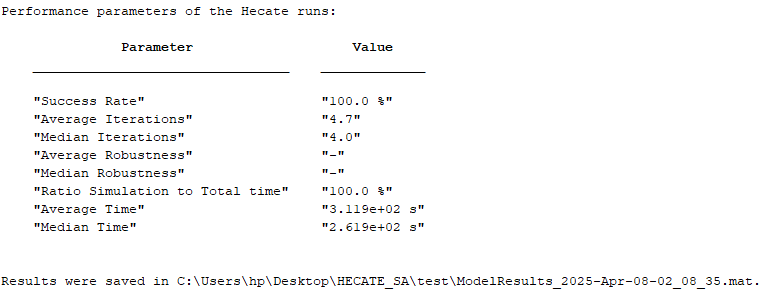 Performance parameters of the Hecate runs:
Parameter Value
"Success Rate" "100.0 %"
"Average Iterations" "4.7"
"Median Iterations" "4.0"
"Average Robustness" "-"
"Median Robustness" "-"
"Ratio Simulation to Total time" "100.0 %"
"Average Time" "3.119e+02 s"
"Median Time" "2.619e+02 s"
Results were saved in C:\Users\hp\Desktop\HECATE_SA\test\ModelResults_2025-Apr-08-02_08_35.mat.